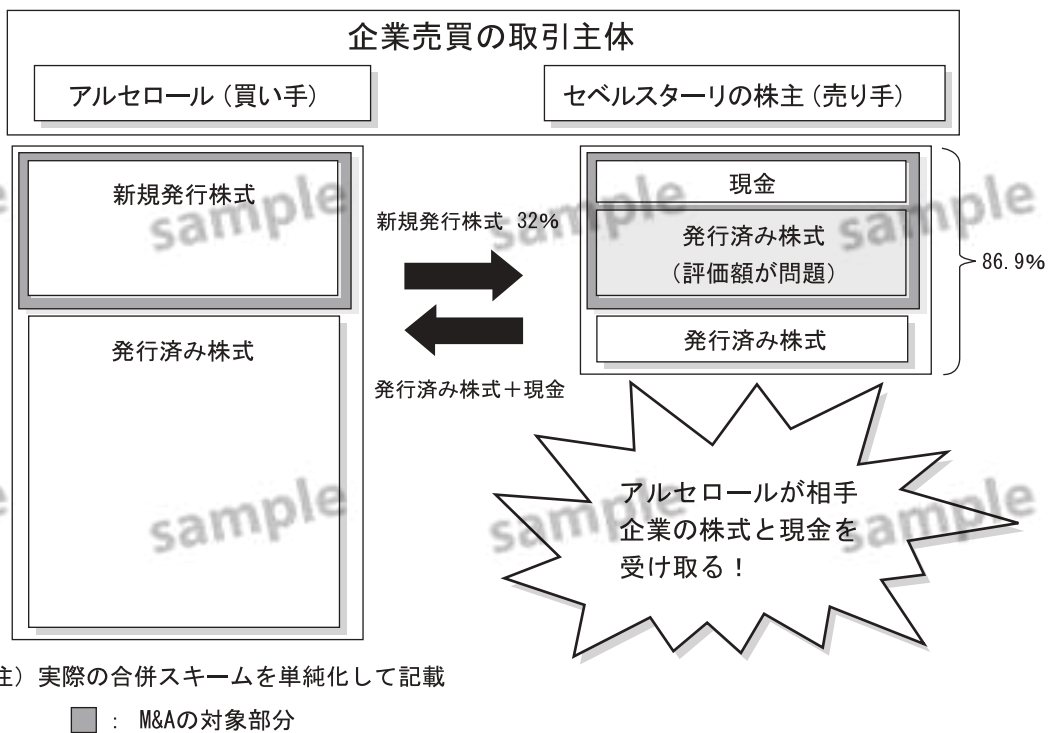 企業売買の取引主体
アルセロール（買い手）
セベルスターリの株主（売り手）
新規発行株式
発行済み株式
新規発行株式 32%
発行済み株式＋現金
現金
発行済み株式
（評価額が問題）
発行済み株式
86.9%
アルセロールが相手
企業の株式と現金を
受け取る！
注）実際の合併スキームを単純化して記載
： M&Aの対象部分
sample
sample
sample
sample
sample
sample